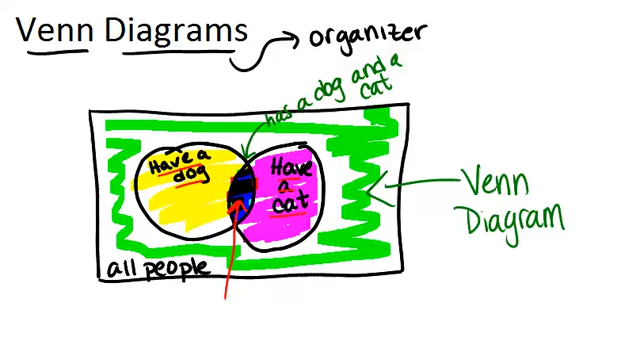 Venn Diagrams
organizer
has a dog and a
cat
Have a
dog
Have
a
cat
Venn
Diagram
all people